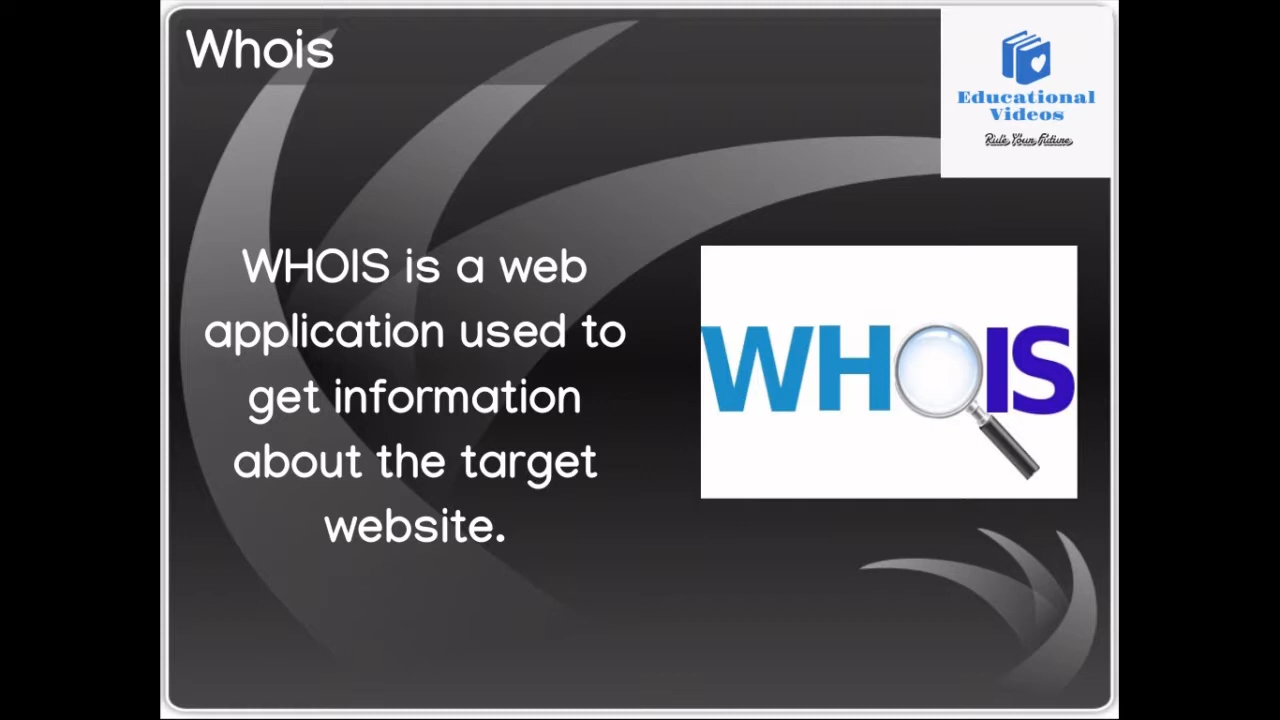 Whois
Educational
Videos
Rule Your Future
WHOIS is a web
application used to
get information
about the target
website.
WHOIS